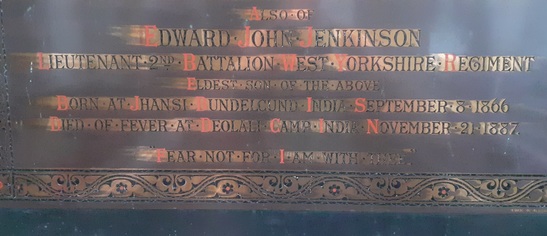 ALSO·OF
EDWARD·JOHN·JENKINSON
LIEUTENANT·2ND·BATTALION·WEST·YORKSHIRE·REGIMENT
ELDEST·SON·OF·THE·ABOVE
BORN·AT·JHANSI·BUNDELCUND·INDIA·SEPTEMBER·8·1866
DIED·OF·FEVER·AT·DEOLALI·CAMP·INDIA·NOVEMBER·21·1887.
"FEAR·NOT·FOR·I·AM·WITH·THEE."